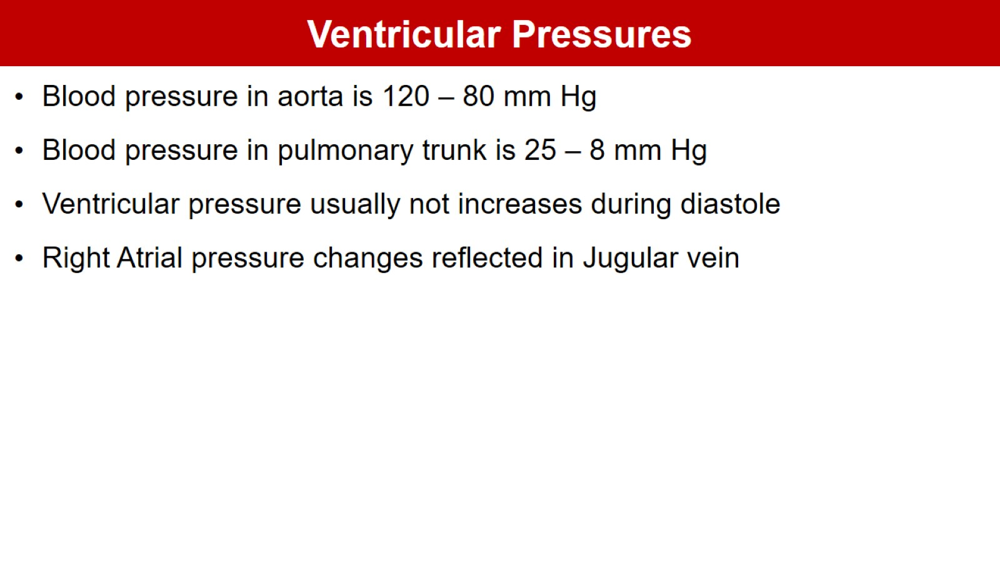 Ventricular Pressures
• Blood pressure in aorta is 120 – 80 mm Hg
• Blood pressure in pulmonary trunk is 25 – 8 mm Hg
• Ventricular pressure usually not increases during diastole
• Right Atrial pressure changes reflected in Jugular vein